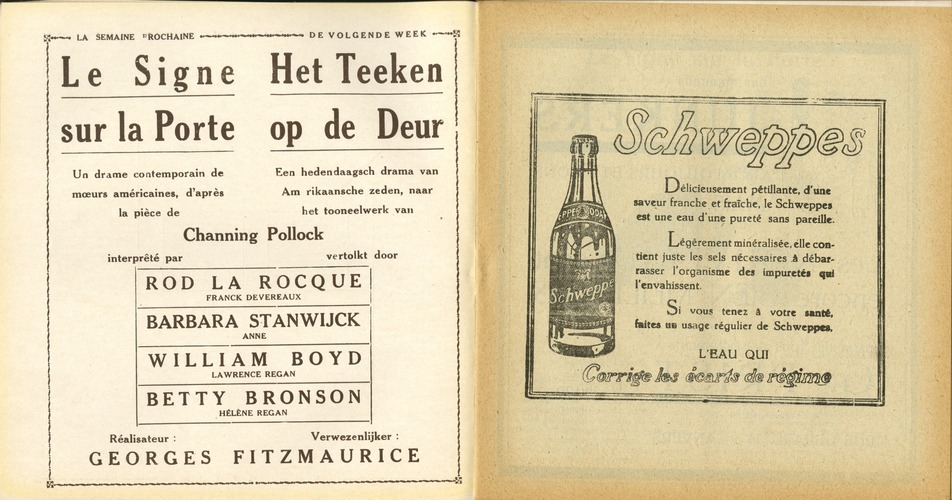 LA SEMAINE PROCHAINE DE VOLGENDE WEEK
Le Signe
sur la Porte
Het Teeken
op de Deur
Un drame contemporain de
mœurs américaines, d'après
la pièce de
Een hedendaagsch drama van
Am rikaansche zeden, naar
het tooneelwerk van
Channing Pollock
interprêté par vertolkt door
ROD LA ROCQUE
FRANCK DEVEREAUX
BARBARA STANWIJCK
ANNE
WILLIAM BOYD
LAWRENCE REGAN
BETTY BRONSON
HÉLÈNE REGAN
Réalisateur : Verwezenlijker :
GEORGES FITZMAURICE
Schweppes
Délicieusement pétillante, d'une
saveur franche et fraîche, le Schweppes
est une eau d'une pureté sans pareille.
Légèrement minéralisée, elle con-
tient juste les sels nécessaires à débar-
rasser l'organisme des impuretés qui
l'envahissent.
Si vous tenez à votre santé,
faites un usage régulier de Schweppes,
L'EAU QUI
Corrige les écarts de régime
EPPES SODA
Schweppe